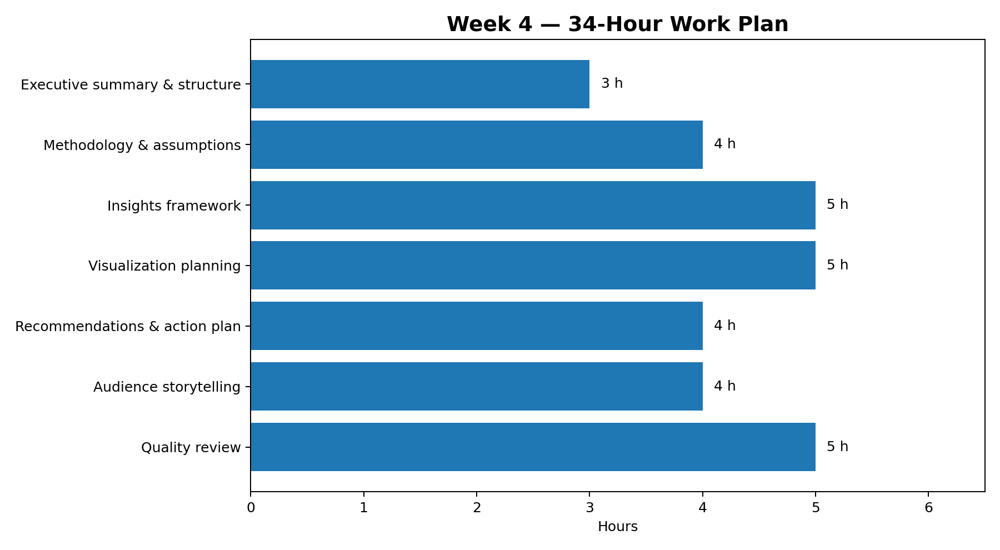 Week 4 — 34-Hour Work Plan
Executive summary & structure
3 h
Methodology & assumptions
4 h
Insights framework
5 h
Visualization planning
5 h
Recommendations & action plan
4 h
Audience storytelling
4 h
Quality review
5 h
0 1 2 3 4 5 6
Hours